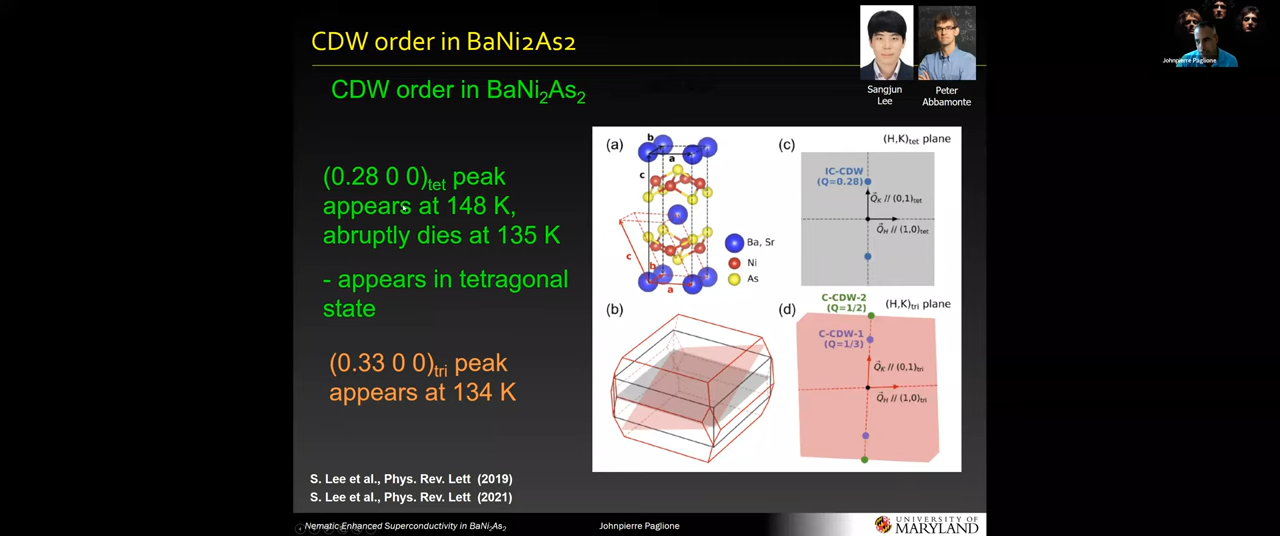 CDW order in BaNi2As2
CDW order in BaNi₂As₂
Sangjun
Lee
Peter
Abbamonte
Johnpierre Paglione
(0.28 0 0)tet peak
appears at 148 K,
abruptly dies at 135 K
- appears in tetragonal
state
(0.33 0 0)tri peak
appears at 134 K
(a)
b
a
c
c
b
a
Ba, Sr
Ni
As
(b)
(c)
(H,K)tet plane
IC-CDW
(Q=0.28)
Q⃗K // (0,1)tet
Q⃗H // (1,0)tet
(d)
C-CDW-2
(Q=1/2)
(H,K)tri plane
C-CDW-1
(Q=1/3)
Q⃗K // (0,1)tri
Q⃗H // (1,0)tri
S. Lee et al., Phys. Rev. Lett (2019)
S. Lee et al., Phys. Rev. Lett (2021)
Nematic Enhanced Superconductivity in BaNi₂As₂
Johnpierre Paglione
UNIVERSITY OF
MARYLAND